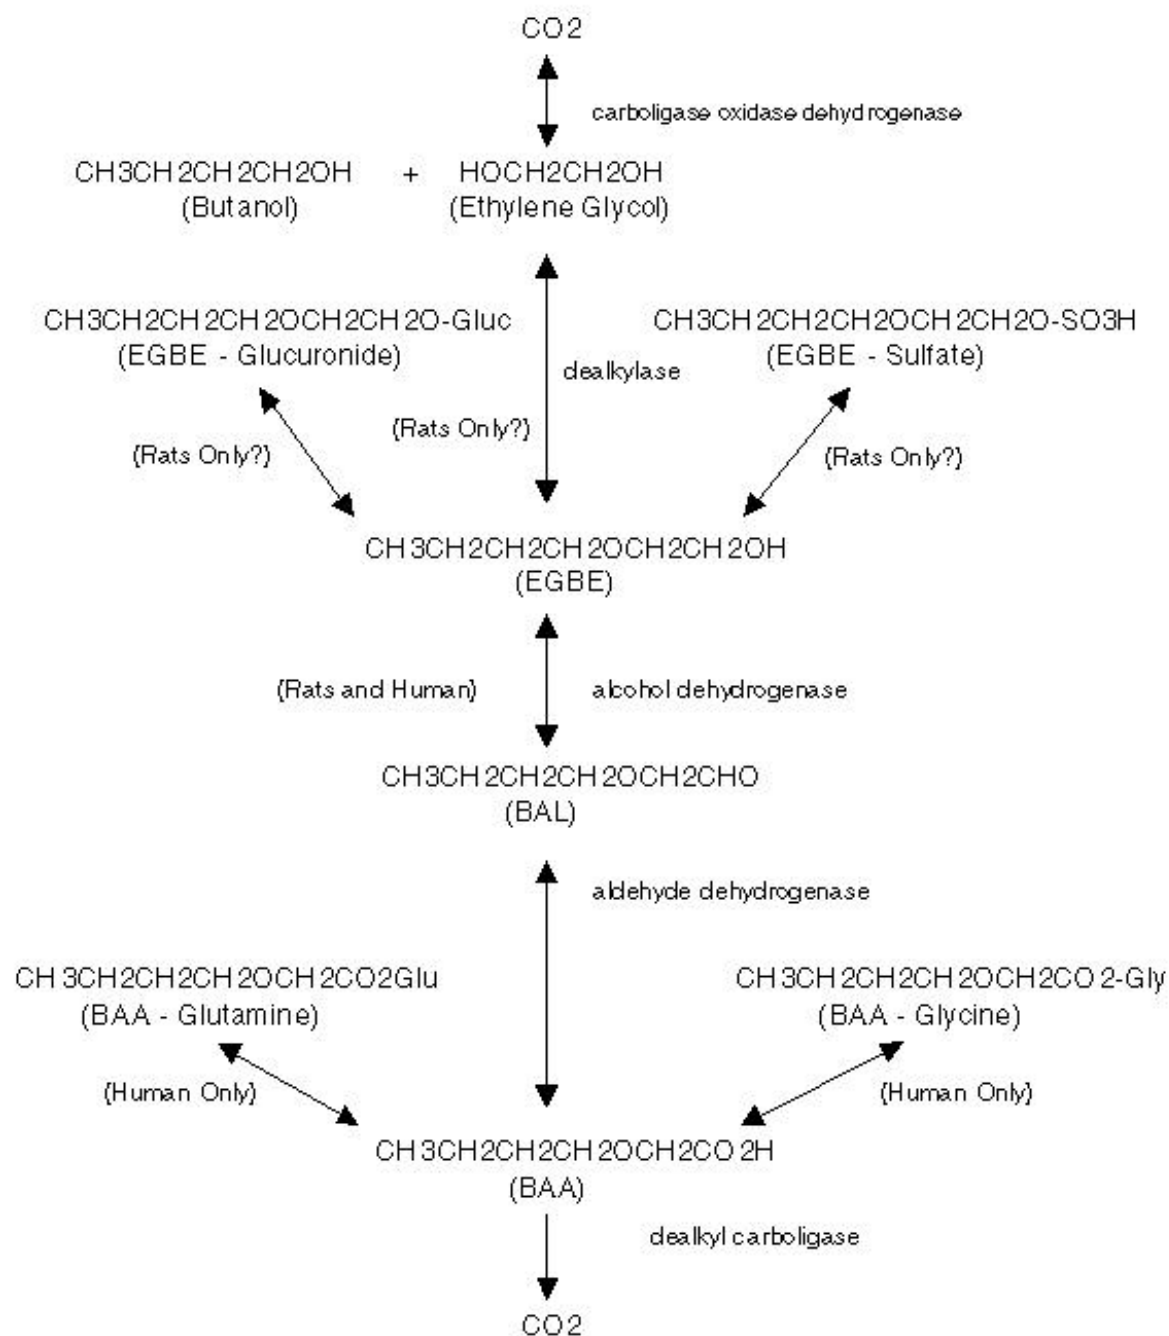 CO2
carboligase oxidase dehydrogenase
CH3CH2CH2CH2OH + HOCH2CH2OH
(Butanol) (Ethylene Glycol)
CH3CH2CH2CH2OCH2CH2O-Gluc CH3CH2CH2CH2OCH2CH2O-SO3H
(EGBE - Glucuronide) (EGBE - Sulfate)
dealkylase
(Rats Only?)
(Rats Only?) (Rats Only?)
CH3CH2CH2CH2OCH2CH2OH
(EGBE)
(Rats and Human) alcohol dehydrogenase
CH3CH2CH2CH2OCH2CHO
(BAL)
aldehyde dehydrogenase
CH3CH2CH2CH2OCH2CO2Glu CH3CH2CH2CH2OCH2CO2-Gly
(BAA - Glutamine) (BAA - Glycine)
(Human Only) (Human Only)
CH3CH2CH2CH2OCH2CO2H
(BAA)
dealkyl carboligase
CO2